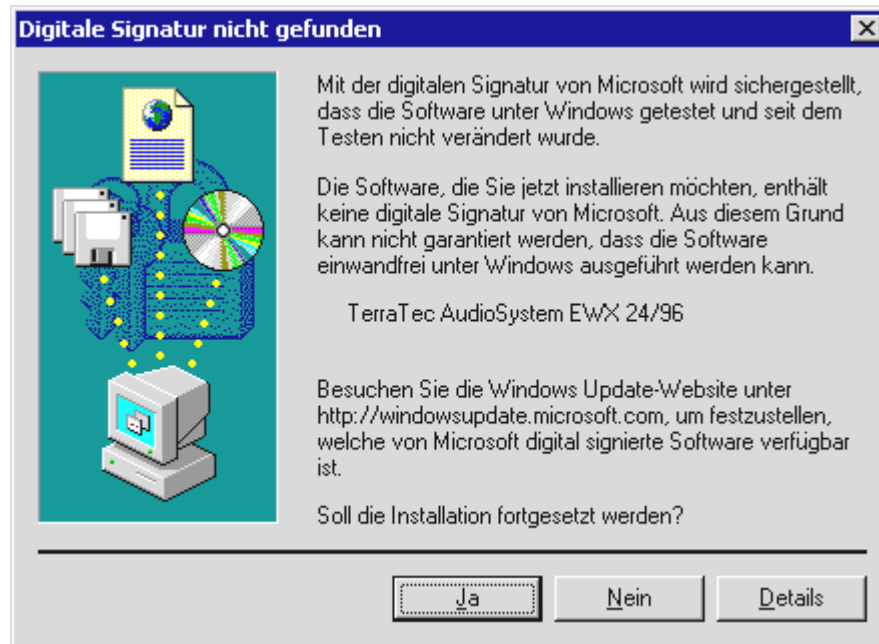 Digitale Signatur nicht gefunden
Mit der digitalen Signatur von Microsoft wird sichergestellt,
dass die Software unter Windows getestet und seit dem
Testen nicht verändert wurde.
Die Software, die Sie jetzt installieren möchten, enthält
keine digitale Signatur von Microsoft. Aus diesem Grund
kann nicht garantiert werden, dass die Software
einwandfrei unter Windows ausgeführt werden kann.
TerraTec AudioSystem EWX 24/96
Besuchen Sie die Windows Update-Website unter
http://windowsupdate.microsoft.com, um festzustellen,
welche von Microsoft digital signierte Software verfügbar
ist.
Soll die Installation fortgesetzt werden?
Ja Nein Details